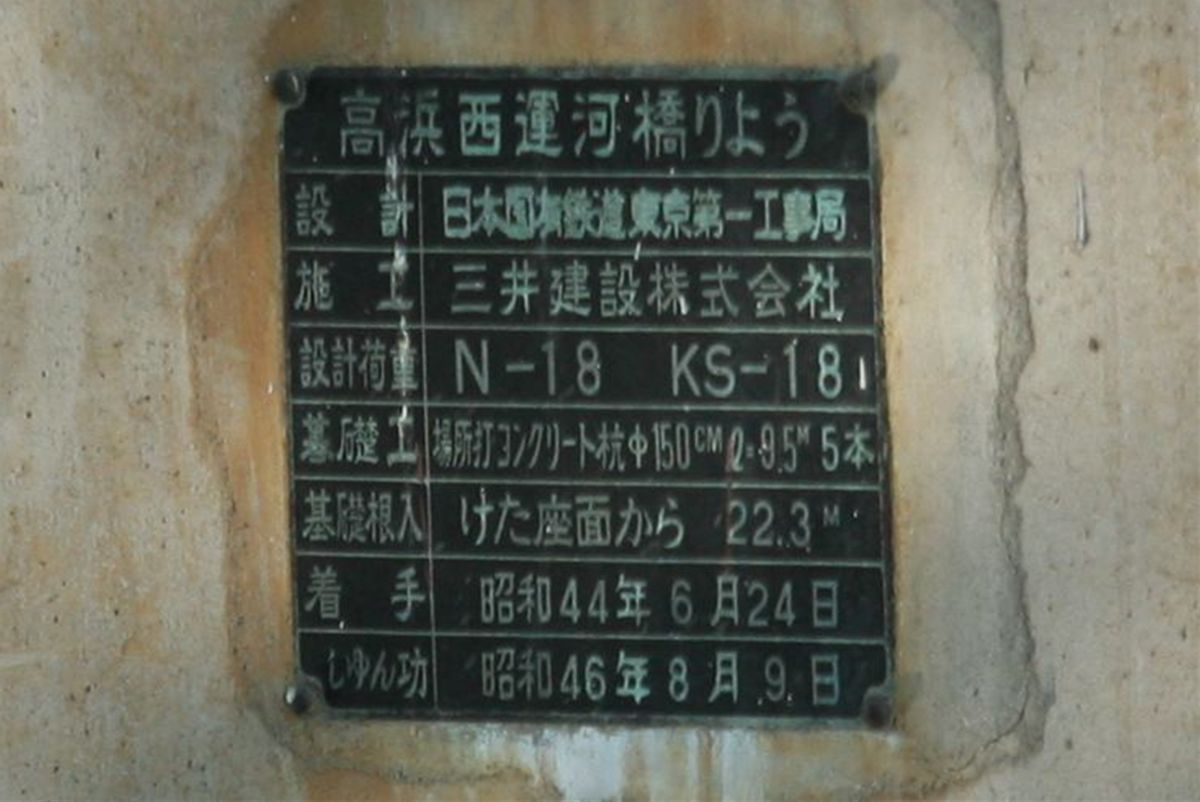 高浜西運河橋りよう
設計 日本国有鉄道東京第一工事局
施工 三井建設株式会社
設計荷重 N-18 KS-18
基礎工 場所打コンクリート杭φ150CM ℓ=9.5M 5本
基礎根入 けた座面から 22.3M
着手 昭和44年6月24日
しゆん功 昭和46年8月9日